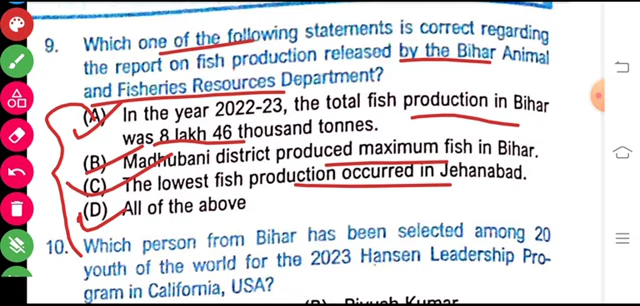 9. Which one of the following statements is correct regarding
the report on fish production released by the Bihar Animal
and Fisheries Resources Department?
(A) In the year 2022-23, the total fish production in Bihar
was 8 lakh 46 thousand tonnes.
(B) Madhubani district produced maximum fish in Bihar.
(C) The lowest fish production occurred in Jehanabad.
(D) All of the above
10. Which person from Bihar has been selected among 20
youth of the world for the 2023 Hansen Leadership Pro-
gram in California, USA?